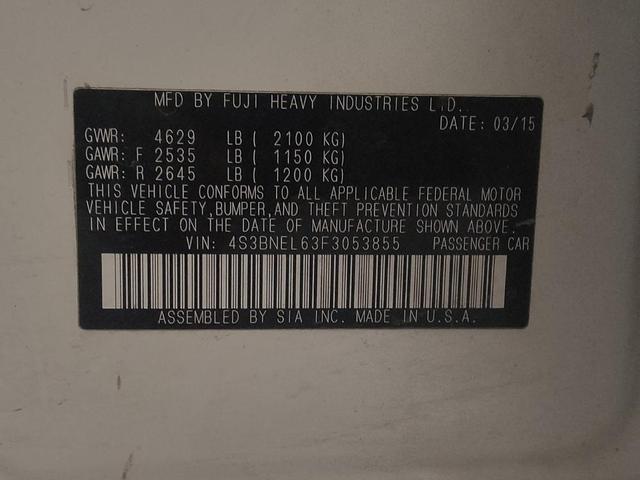 MFD BY FUJI HEAVY INDUSTRIES LTD.
DATE: 03/15
GVWR: 4629 LB ( 2100 KG)
GAWR: F 2535 LB ( 1150 KG)
GAWR: R 2645 LB ( 1200 KG)
THIS VEHICLE CONFORMS TO ALL APPLICABLE FEDERAL MOTOR
VEHICLE SAFETY,BUMPER,AND THEFT PREVENTION STANDARDS
IN EFFECT ON THE DATE OF MANUFACTURE SHOWN ABOVE.
VIN: 4S3BNEL63F3053855 PASSENGER CAR
ASSEMBLED BY SIA INC. MADE IN U.S.A.